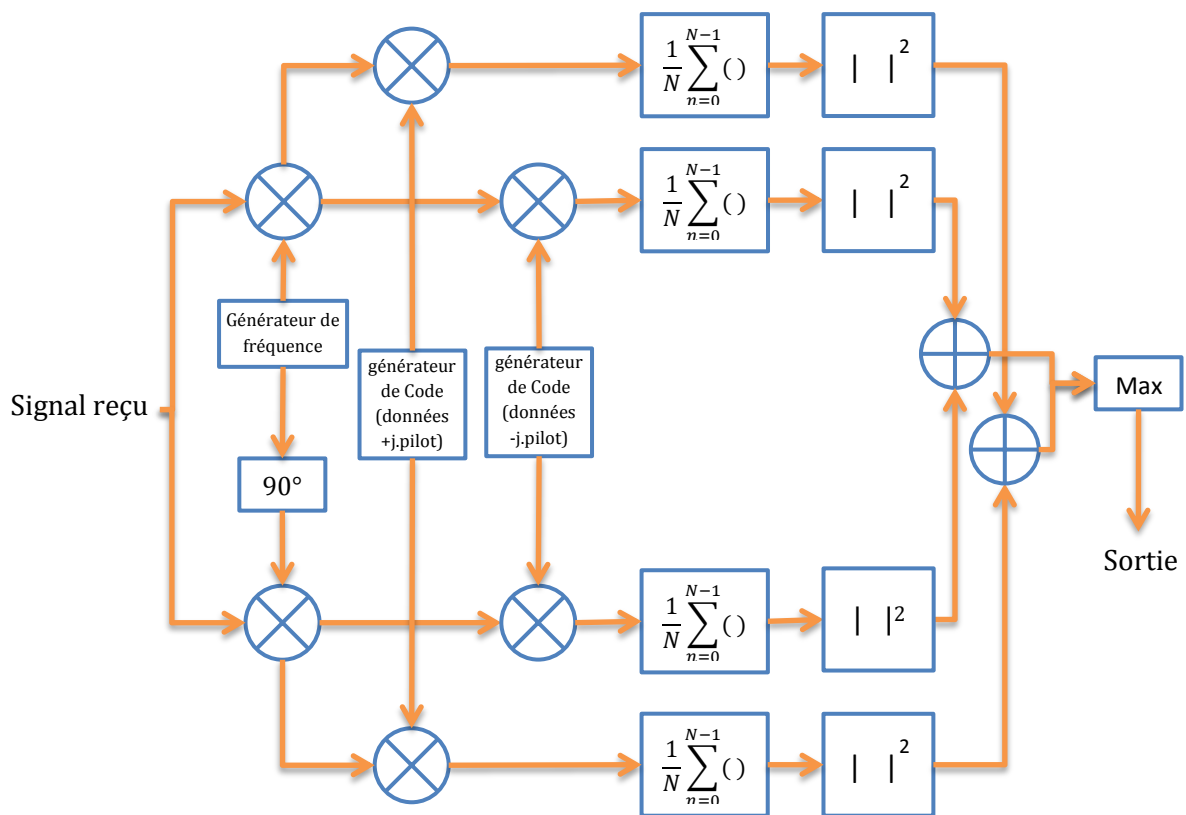 1/N ∑_{n=0}^{N−1} ( )
| |²
1/N ∑_{n=0}^{N−1} ( )
| |²
Générateur de
fréquence
générateur
de Code
(données
+j.pilot)
générateur
de Code
(données
-j.pilot)
Signal reçu
90°
Max
Sortie
1/N ∑_{n=0}^{N−1} ( )
| |²
1/N ∑_{n=0}^{N−1} ( )
| |²